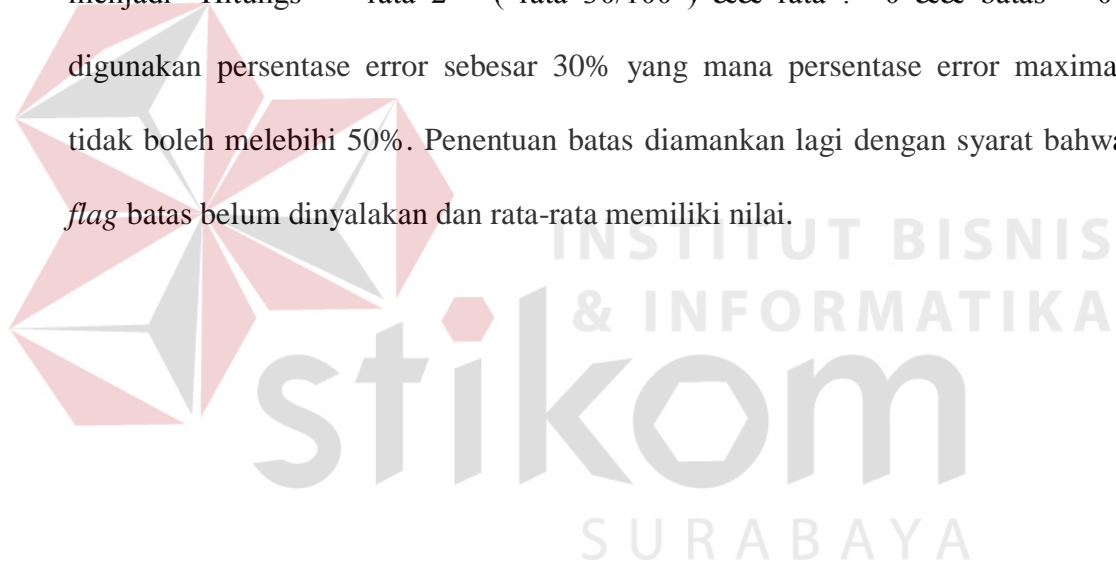 digunakan persentase error sebesar 30% yang mana persentase error maxima
tidak boleh melebihi 50%. Penentuan batas diamankan lagi dengan syarat bahwa
flag batas belum dinyalakan dan rata-rata memiliki nilai.
INSTITUT BISNIS
& INFORMATIKA
stikom
SURABAYA